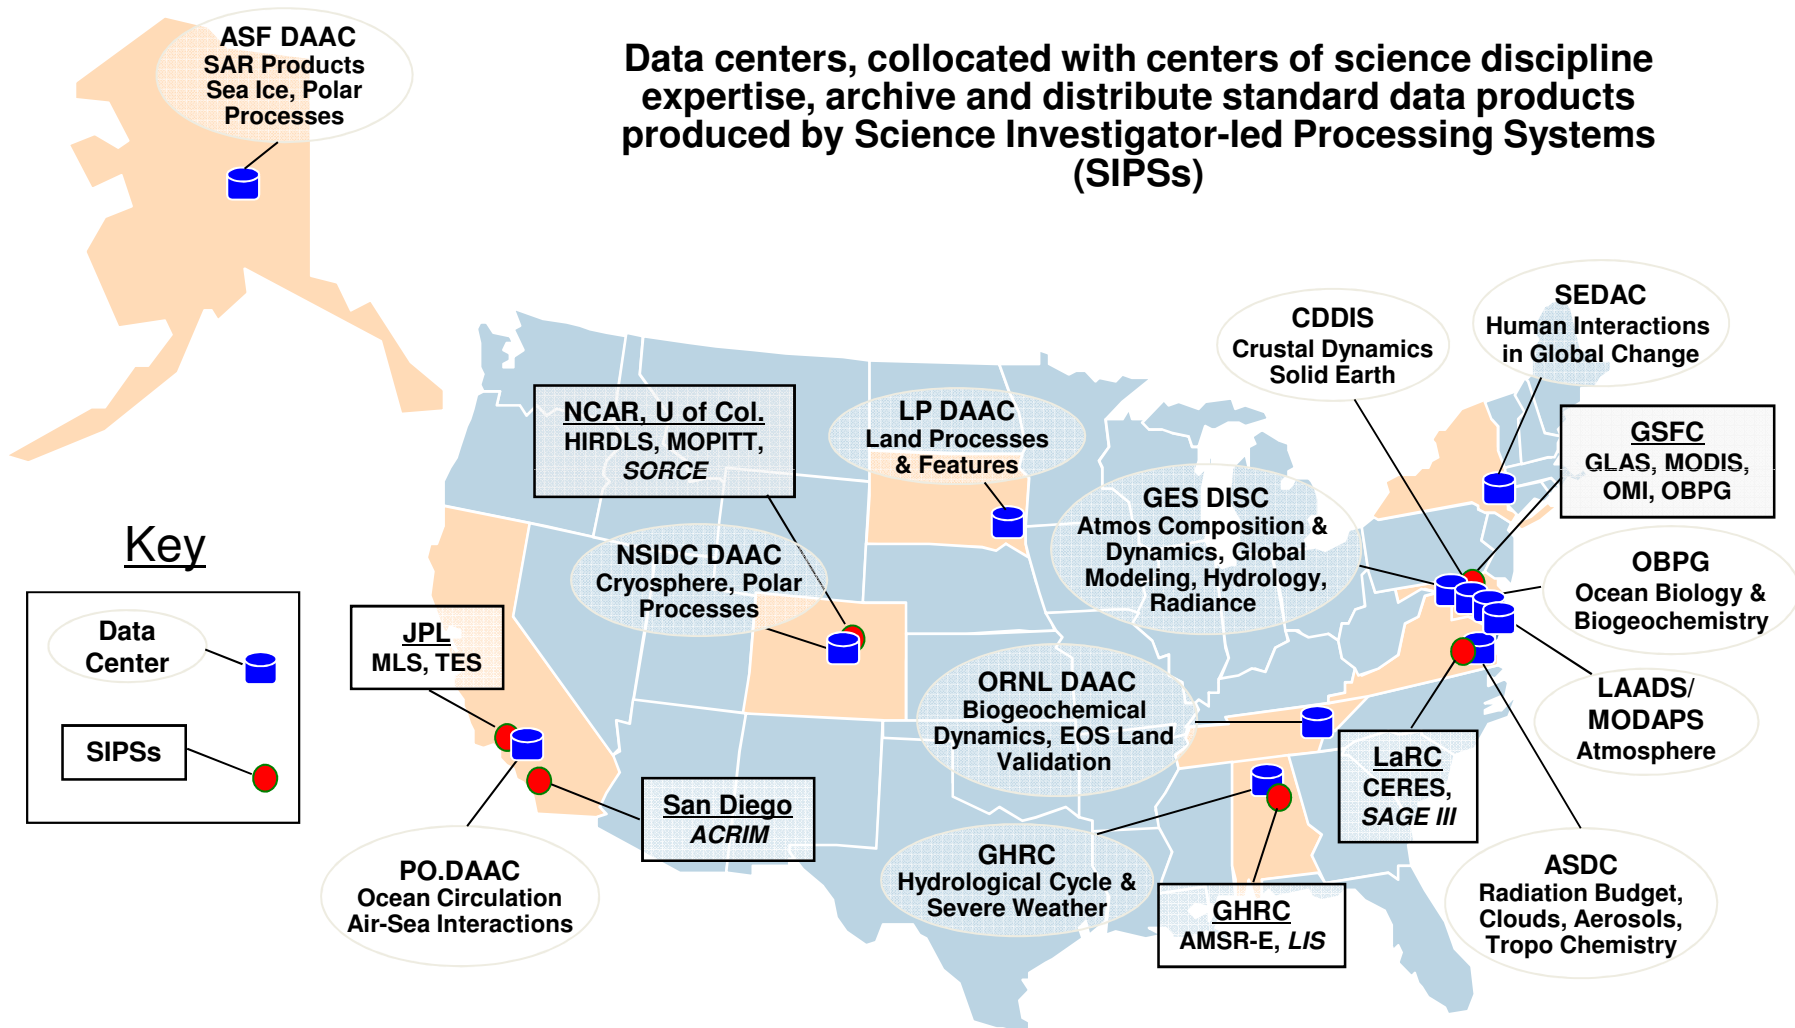 ASF DAAC
SAR Products
Sea Ice, Polar
Processes
Data centers, collocated with centers of science discipline
expertise, archive and distribute standard data products
produced by Science Investigator-led Processing Systems
(SIPSs)
SEDAC
Human Interactions
in Global Change
CDDIS
Crustal Dynamics
Solid Earth
NCAR, U of Col.
HIRDLS, MOPITT,
SORCE
LP DAAC
Land Processes
& Features
GSFC
GLAS, MODIS,
OMI, OBPG
GES DISC
Atmos Composition &
Dynamics, Global
Modeling, Hydrology,
Radiance
Key
Data
Center
SIPSs
NSIDC DAAC
Cryosphere, Polar
Processes
OBPG
Ocean Biology &
Biogeochemistry
JPL
MLS, TES
ORNL DAAC
Biogeochemical
Dynamics, EOS Land
Validation
LAADS/
MODAPS
Atmosphere
LaRC
CERES,
SAGE III
San Diego
ACRIM
PO.DAAC
Ocean Circulation
Air-Sea Interactions
GHRC
Hydrological Cycle &
Severe Weather
GHRC
AMSR-E, LIS
ASDC
Radiation Budget,
Clouds, Aerosols,
Tropo Chemistry